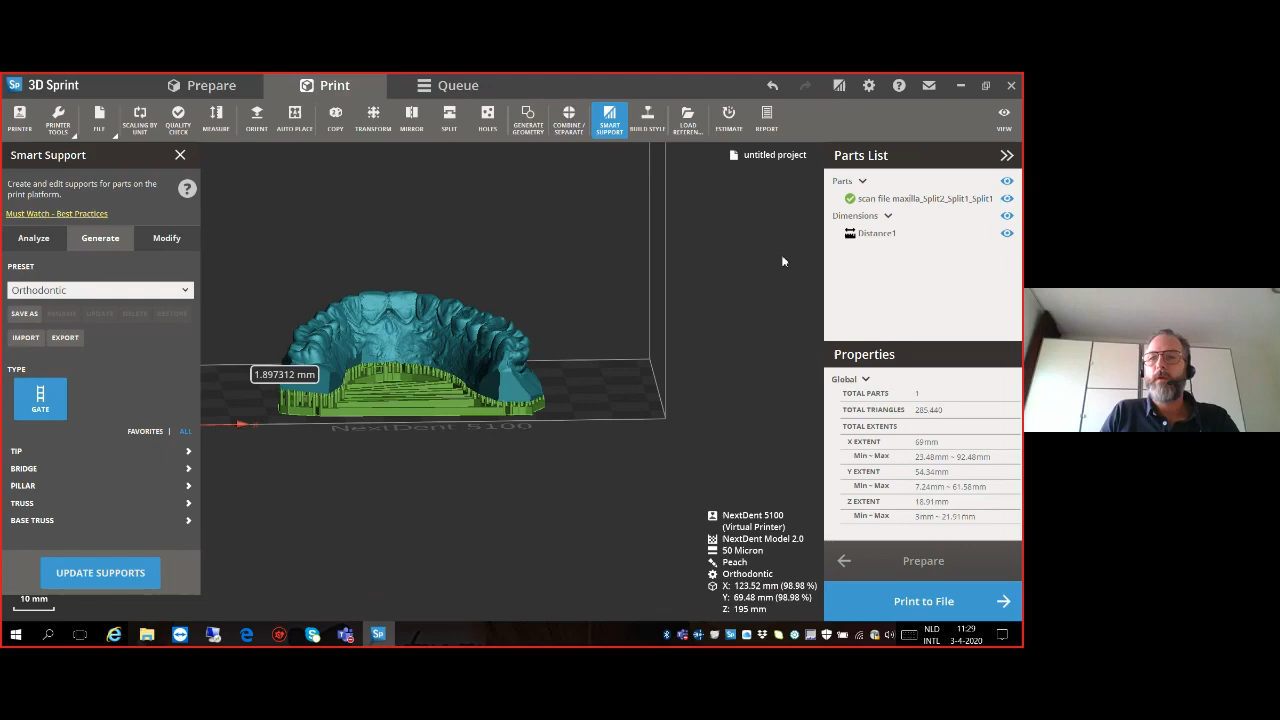 Sp 3D Sprint
Prepare
Print
Queue
PRINTER
PRINTER TOOLS
FILE
SCALING BY UNIT
QUALITY CHECK
MEASURE
ORIENT
AUTO PLACE
COPY
TRANSFORM
MIRROR
SPLIT
HOLES
GENERATE GEOMETRY
COMBINE / SEPARATE
SMART SUPPORT
BUILD STYLE
LOAD REFEREN...
ESTIMATE
REPORT
VIEW
Smart Support
Create and edit supports for parts on the
print platform.
Must Watch - Best Practices
Analyze
Generate
Modify
PRESET
Orthodontic
SAVE AS
RENAME
UPDATE
DELETE
RESTORE
IMPORT
EXPORT
TYPE
GATE
FAVORITES | ALL
TIP
BRIDGE
PILLAR
TRUSS
BASE TRUSS
UPDATE SUPPORTS
10 mm
untitled project
1.897312 mm
NextDent 5100
NextDent 5100
(Virtual Printer)
NextDent Model 2.0
50 Micron
Peach
Orthodontic
X: 123.52 mm (98.98 %)
Y: 69.48 mm (98.98 %)
Z: 195 mm
Parts List
Parts
scan file maxilla_Split2_Split1_Split1
Dimensions
Distance1
Properties
Global
TOTAL PARTS 1
TOTAL TRIANGLES 285.440
TOTAL EXTENTS
X EXTENT 69mm
Min ~ Max 23.48mm ~ 92.48mm
Y EXTENT 54.34mm
Min ~ Max 7.24mm ~ 61.58mm
Z EXTENT 18.91mm
Min ~ Max 3mm ~ 21.91mm
Prepare
Print to File
NLD
INTL
11:29
3-4-2020